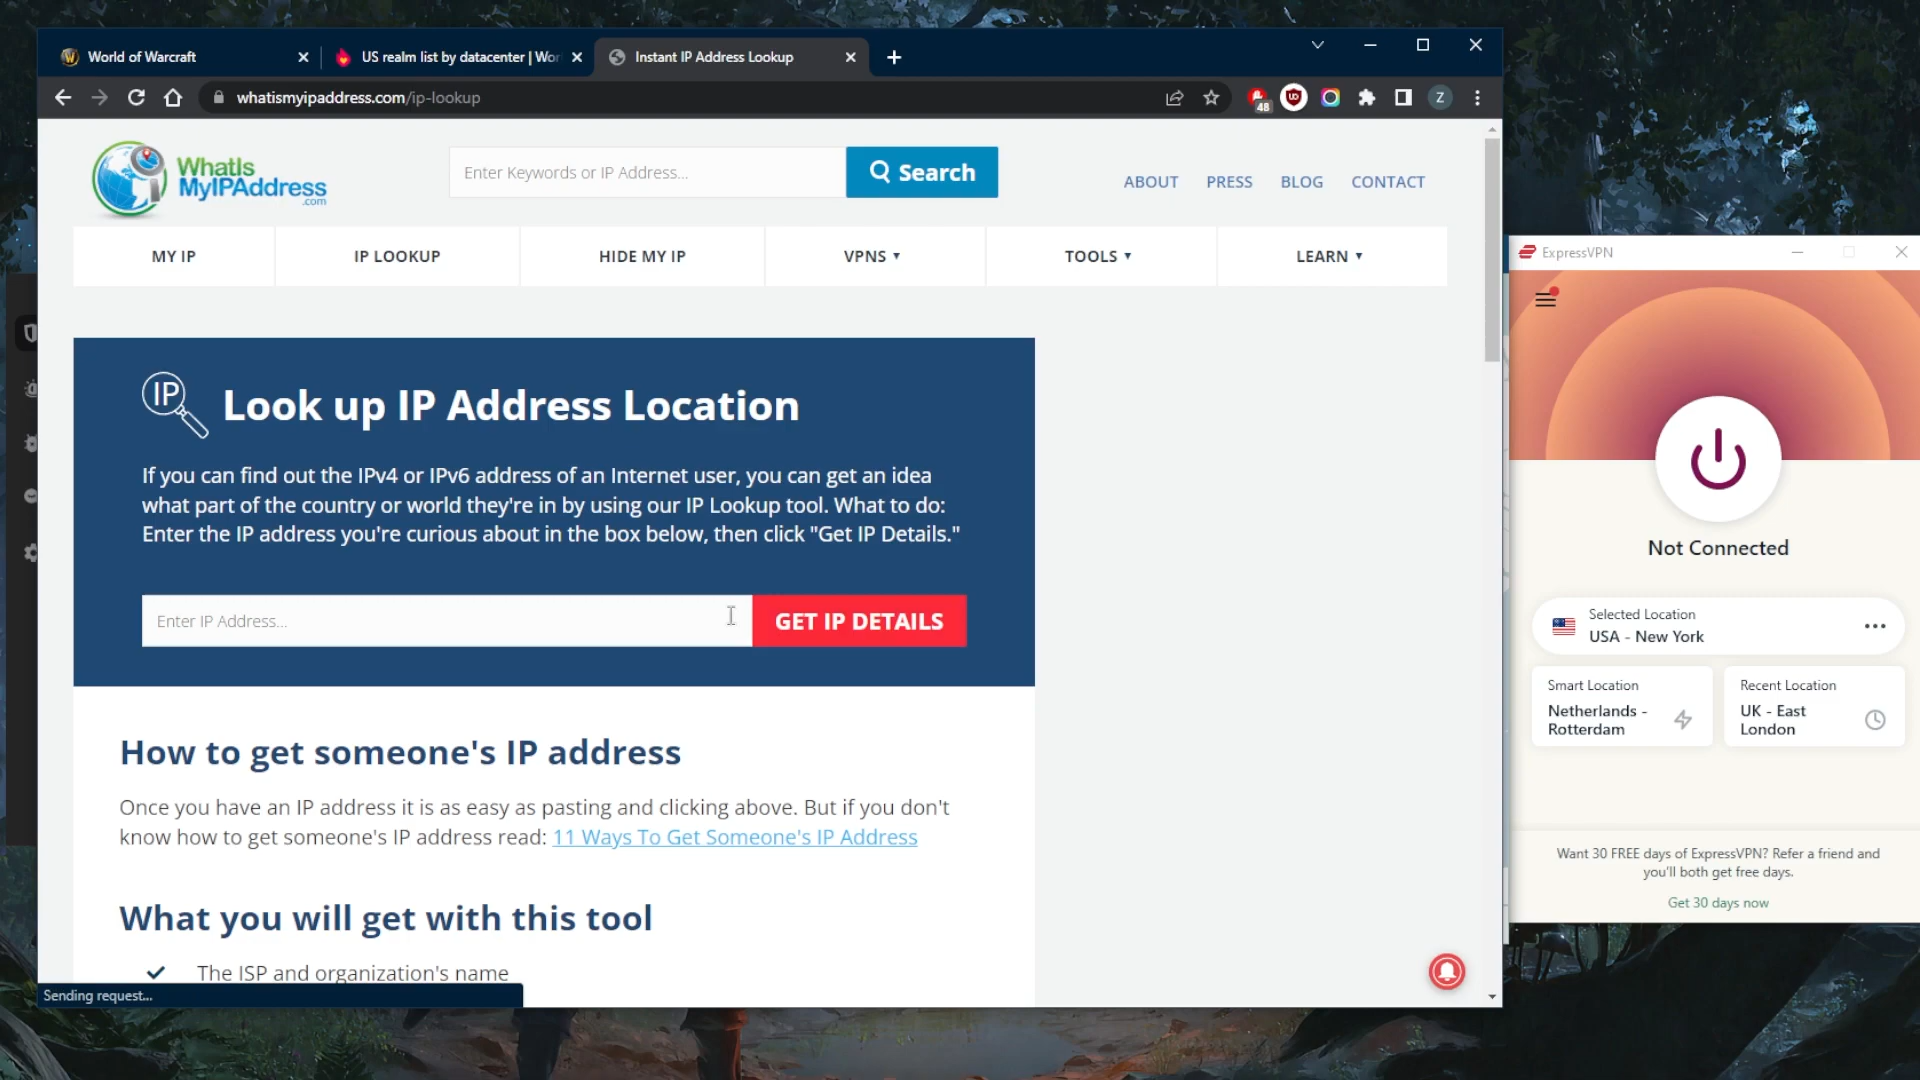 World of Warcraft
US realm list by datacenter | Wor
Instant IP Address Lookup
whatismyipaddress.com/ip-lookup
48
UD
Z
WhatIs
MyIPAddress
.com
Enter Keywords or IP Address...
Search
ABOUT
PRESS
BLOG
CONTACT
MY IP
IP LOOKUP
HIDE MY IP
VPNS
TOOLS
LEARN
IP
Look up IP Address Location
If you can find out the IPv4 or IPv6 address of an Internet user, you can get an idea
what part of the country or world they're in by using our IP Lookup tool. What to do:
Enter the IP address you're curious about in the box below, then click "Get IP Details."
Enter IP Address...
GET IP DETAILS
How to get someone's IP address
Once you have an IP address it is as easy as pasting and clicking above. But if you don't
know how to get someone's IP address read: 11 Ways To Get Someone's IP Address
What you will get with this tool
The ISP and organization's name
Sending request...
ExpressVPN
Not Connected
Selected Location
USA - New York
Smart Location
Netherlands -
Rotterdam
Recent Location
UK - East
London
Want 30 FREE days of ExpressVPN? Refer a friend and
you'll both get free days.
Get 30 days now